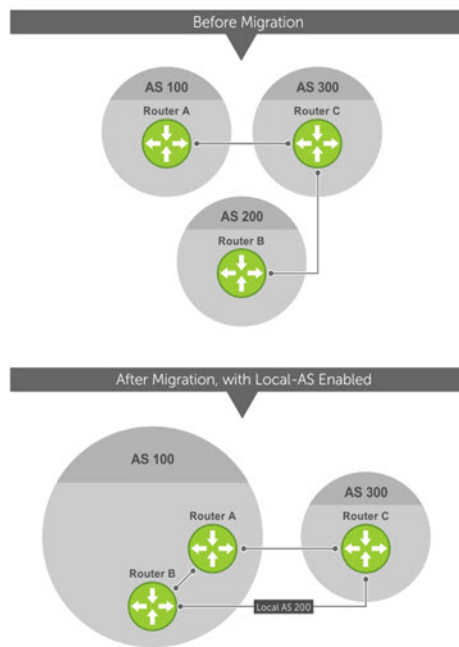 Before Migration
AS 100
AS 300
Router A
Router C
AS 200
Router B
After Migration, with Local-AS Enabled
AS 100
AS 300
Router A
Router C
Router B
Local AS 200